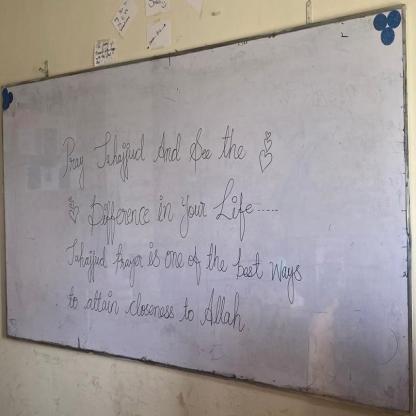 Pray Tahajjud And See the
Difference in Your Life-----
Tahajjud Prayer is one of the best ways
to attain closeness to Allah.